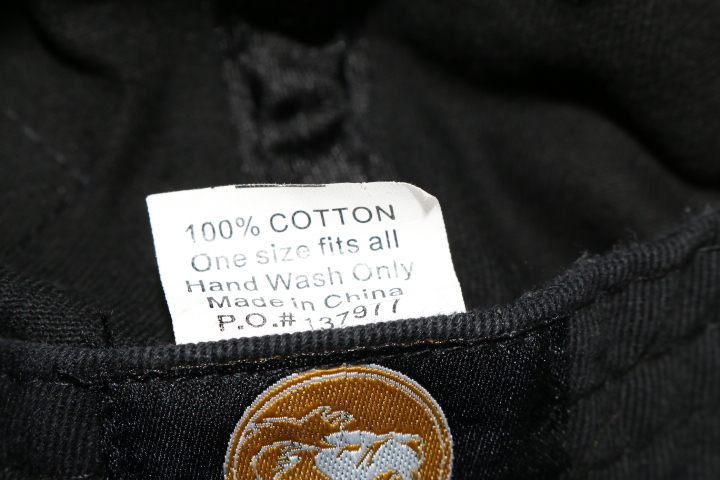 100% COTTON
One size fits all
Hand Wash Only
Made in China
P.O.# 137977